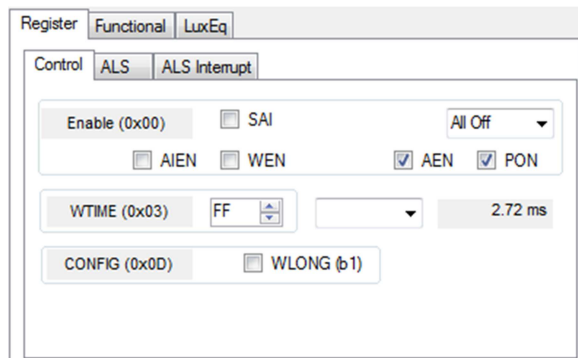 Register Functional LuxEq
Control ALS ALS Interrupt
Enable (0x00) SAI All Off
AIEN WEN AEN PON
WTIME (0x03) FF 2.72 ms
CONFIG (0x0D) WLONG (b1)